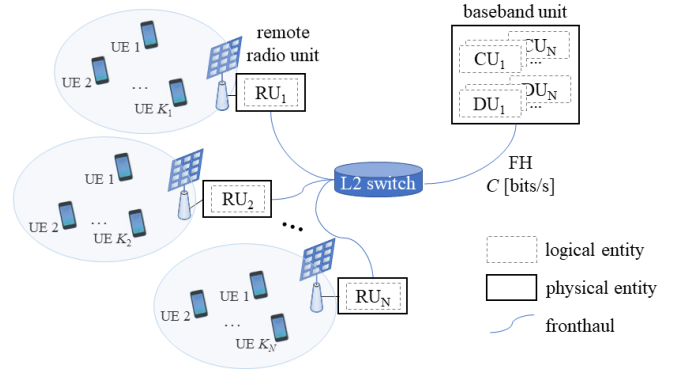 remote
radio unit
baseband unit
UE 1
UE 2
...
UE K1
RU1
CUN
CU1
...
DUN
DU1
...
FH
C [bits/s]
L2 switch
UE 1
UE 2
...
UE K2
RU2
...
UE 1
UE 2
...
UE KN
RUN
logical entity
physical entity
fronthaul